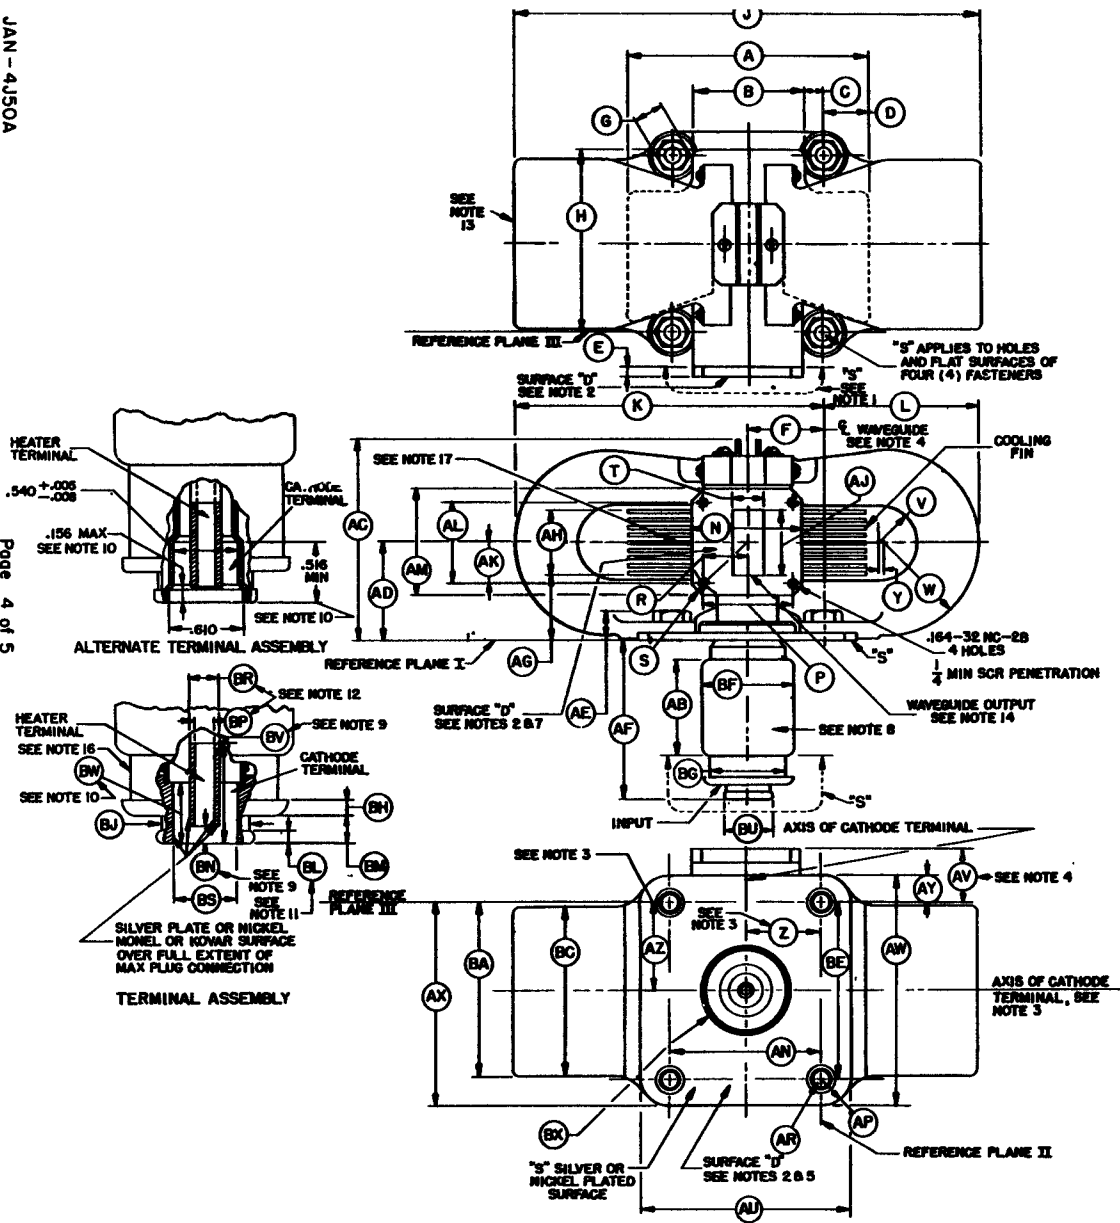 JAN-4J50A
Page 4 of 5
J
A
B
C
D
G
SEE
NOTE
13
H
REFERENCE PLANE III
E
"S" APPLIES TO HOLES
AND FLAT SURFACES OF
FOUR (4) FASTENERS
SURFACE "D"
SEE NOTE 2
"S"
SEE
NOTE 1
K
L
F
℄ WAVEGUIDE
SEE NOTE 4
COOLING
FIN
SEE NOTE 17
T
AJ
V
AC
AL
AH
N
AM
AK
AD
R
W
Y
AG
S
P
"S"
.164-32 NC-2B
4 HOLES
1/4 MIN SCR PENETRATION
REFERENCE PLANE I
SURFACE "D"
SEE NOTES 2 & 7
AE
AF
AB
BF
WAVEGUIDE OUTPUT
SEE NOTE 14
SEE NOTE 8
BG
"S"
INPUT
BU
AXIS OF CATHODE TERMINAL
HEATER
TERMINAL
CATHODE
TERMINAL
.540 +.006
-.008
.156 MAX
SEE NOTE 10
.516
MIN
SEE NOTE 10
.610
ALTERNATE TERMINAL ASSEMBLY
BR
SEE NOTE 12
BP
HEATER
TERMINAL
BV
SEE NOTE 9
SEE NOTE 16
BW
CATHODE
TERMINAL
SEE NOTE 10
BH
BJ
BN
BL
BM
SEE
NOTE 9
BS
SEE
NOTE 11
REFERENCE
PLANE III
SILVER PLATE OR NICKEL
MONEL OR KOVAR SURFACE
OVER FULL EXTENT OF
MAX PLUG CONNECTION
TERMINAL ASSEMBLY
SEE NOTE 3
AY
AV
SEE NOTE 4
SEE
NOTE 3
Z
AZ
BA
BC
BE
AW
AX
AXIS OF CATHODE
TERMINAL, SEE
NOTE 3
AN
BX
AR
AP
REFERENCE PLANE II
"S" SILVER OR
NICKEL PLATED
SURFACE
SURFACE "D"
SEE NOTES 2 & 5
AU